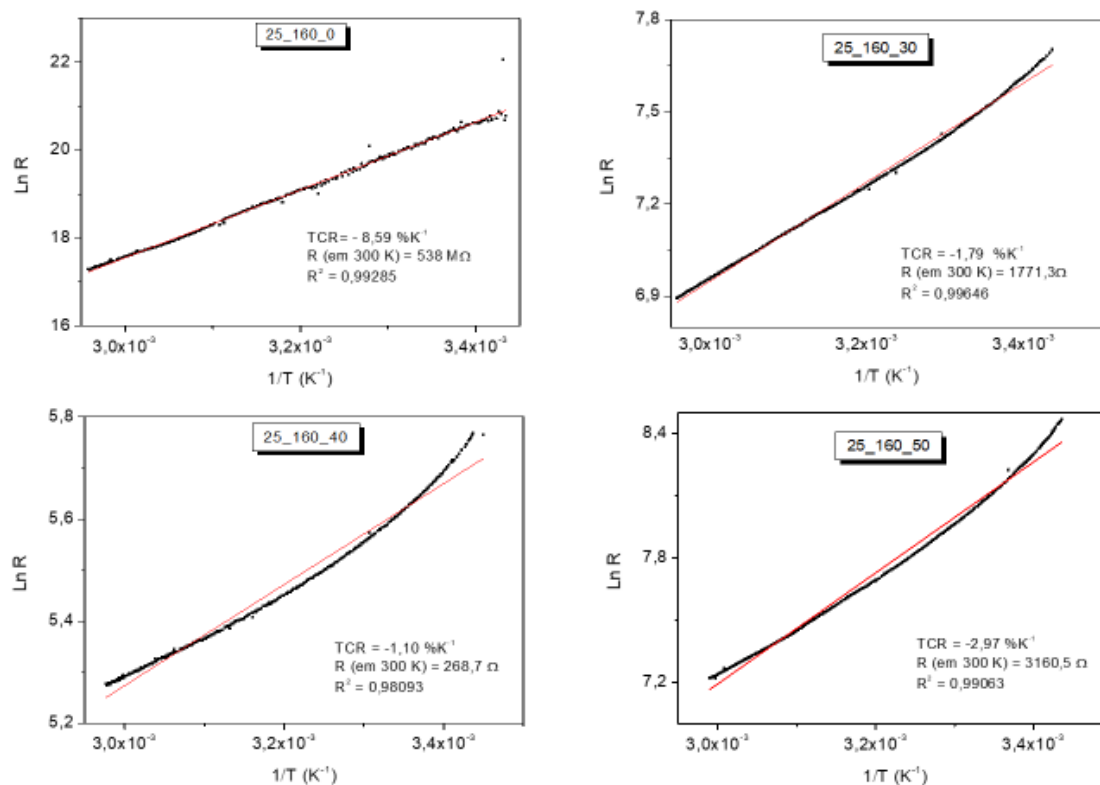 25_160_0
22
20
18
16
Ln R
TCR= - 8,59 %K⁻¹
R (em 300 K) = 538 MΩ
R² = 0,99285
3,0x10⁻³
3,2x10⁻³
3,4x10⁻³
1/T (K⁻¹)
25_160_30
7,8
7,5
7,2
6,9
Ln R
TCR = -1,79 %K⁻¹
R (em 300 K) = 1771,3Ω
R² = 0,99646
3,0x10⁻³
3,2x10⁻³
3,4x10⁻³
1/T (K⁻¹)
25_160_40
5,8
5,6
5,4
5,2
Ln R
TCR = -1,10 %K⁻¹
R (em 300 K) = 268,7 Ω
R² = 0,98093
3,0x10⁻³
3,2x10⁻³
3,4x10⁻³
1/T (K⁻¹)
25_160_50
8,4
7,8
7,2
Ln R
TCR = -2,97 %K⁻¹
R (em 300 K) = 3160,5 Ω
R² = 0,99063
3,0x10⁻³
3,2x10⁻³
3,4x10⁻³
1/T (K⁻¹)